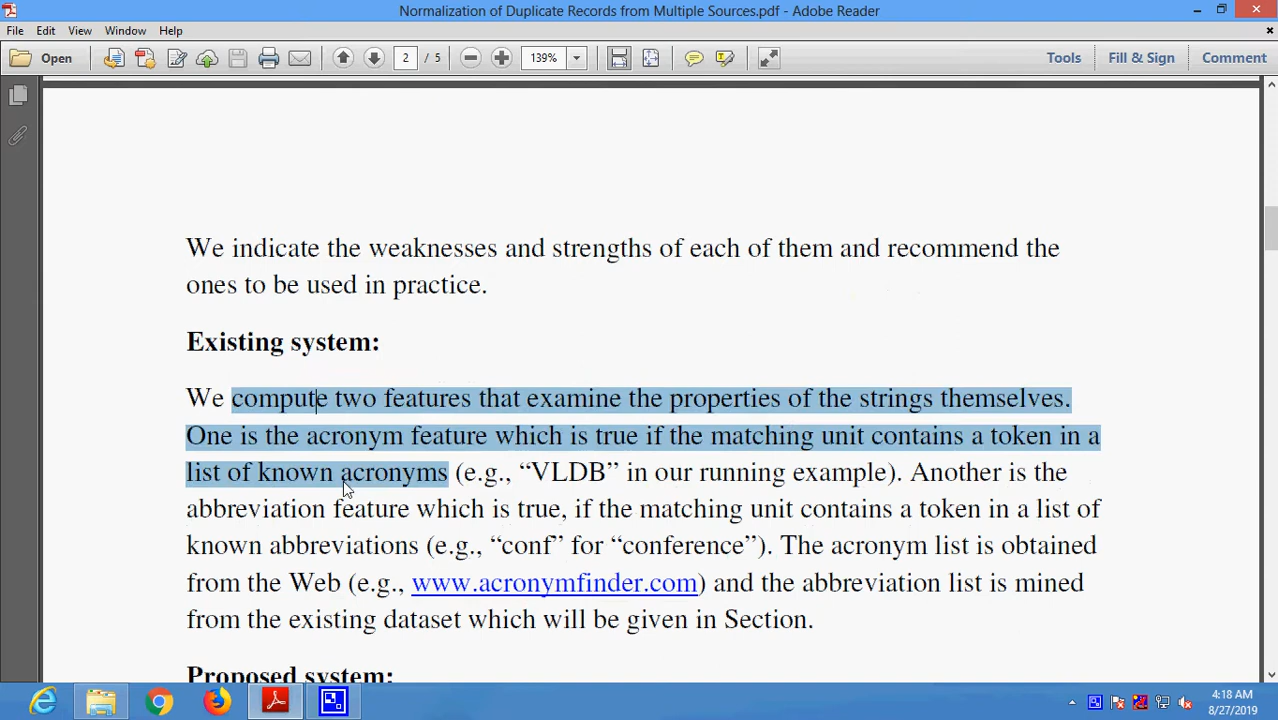 Normalization of Duplicate Records from Multiple Sources.pdf - Adobe Reader
File Edit View Window Help
Open 2 / 5 139% Tools Fill & Sign Comment
We indicate the weaknesses and strengths of each of them and recommend the
ones to be used in practice.
Existing system:
We compute two features that examine the properties of the strings themselves.
One is the acronym feature which is true if the matching unit contains a token in a
list of known acronyms (e.g., “VLDB” in our running example). Another is the
abbreviation feature which is true, if the matching unit contains a token in a list of
known abbreviations (e.g., “conf” for “conference”). The acronym list is obtained
from the Web (e.g., www.acronymfinder.com) and the abbreviation list is mined
from the existing dataset which will be given in Section.
Proposed system:
4:18 AM
8/27/2019